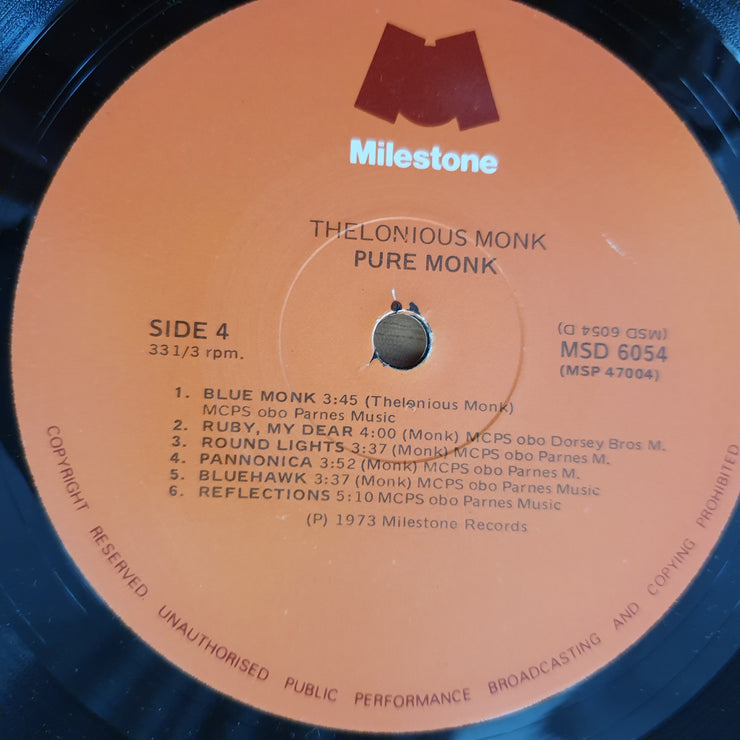 Milestone
THELONIOUS MONK
PURE MONK
SIDE 4
33 1/3 rpm.
(MSD 6054 D)
MSD 6054
(MSP 47004)
1. BLUE MONK 3:45 (Thelonious Monk)
MCPS obo Parnes Music
2. RUBY, MY DEAR 4:00 (Monk) MCPS obo Dorsey Bros M.
3. ROUND LIGHTS 3:37 (Monk) MCPS obo Parnes M.
4. PANNONICA 3:52 (Monk) MCPS obo Parnes M.
5. BLUEHAWK 3:37 (Monk) MCPS obo Parnes Music
6. REFLECTIONS 5:10 MCPS obo Parnes Music
(P) 1973 Milestone Records
COPYRIGHT RESERVED. UNAUTHORISED PUBLIC PERFORMANCE BROADCASTING AND COPYING PROHIBITED